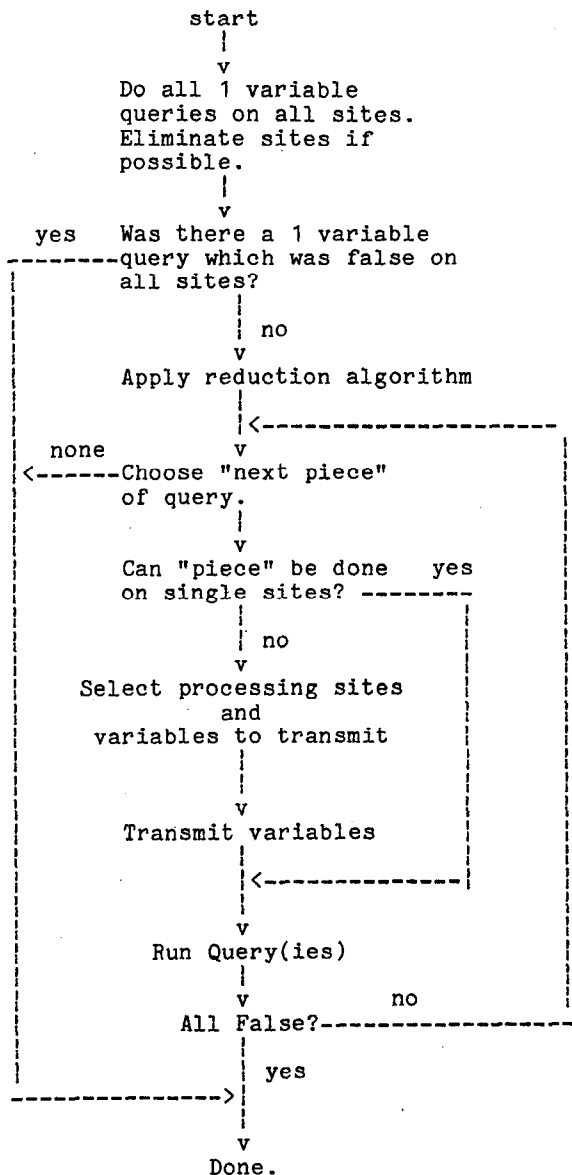 start
Do all 1 variable
queries on all sites.
Eliminate sites if
possible.
yes Was there a 1 variable
query which was false on
all sites?
no
Apply reduction algorithm
none
Choose "next piece"
of query.
Can "piece" be done yes
on single sites?
no
Select processing sites
and
variables to transmit
Transmit variables
Run Query(ies)
no
All False?
yes
Done.